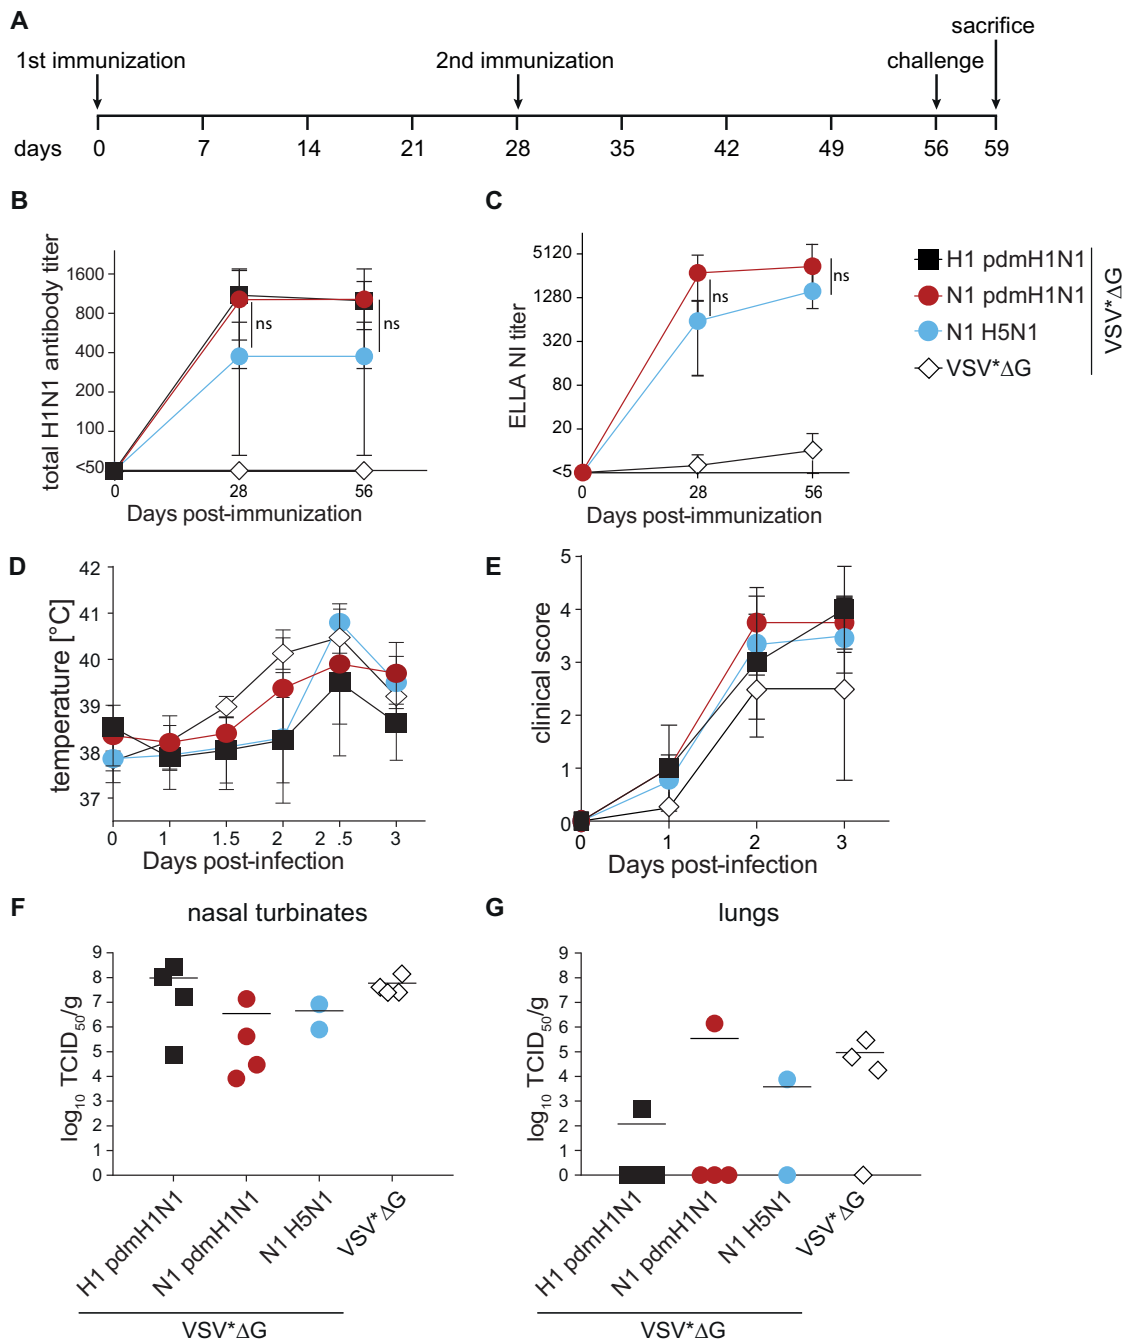 A
sacrifice
1st immunization
2nd immunization
challenge
days
0 7 14 21 28 35 42 49 56 59
B
total H1N1 antibody titer
1600
800
400
200
100
<50
ns
ns
0 28 56
Days post-immunization
C
ELLA NI titer
5120
1280
320
80
20
<5
ns
ns
0 28 56
Days post-immunization
H1 pdmH1N1
N1 pdmH1N1
N1 H5N1
VSV*ΔG
VSV*ΔG
D
temperature [°C]
42
41
40
39
38
37
0 1 1.5 2 2 .5 3
Days post-infection
E
clinical score
5
4
3
2
1
0
0 1 2 3
Days post-infection
F
nasal turbinates
log₁₀ TCID₅₀/g
9
8
7
6
5
4
3
2
1
0
H1 pdmH1N1
N1 pdmH1N1
N1 H5N1
VSV*ΔG
VSV*ΔG
G
lungs
log₁₀ TCID₅₀/g
9
8
7
6
5
4
3
2
1
0
H1 pdmH1N1
N1 pdmH1N1
N1 H5N1
VSV*ΔG
VSV*ΔG